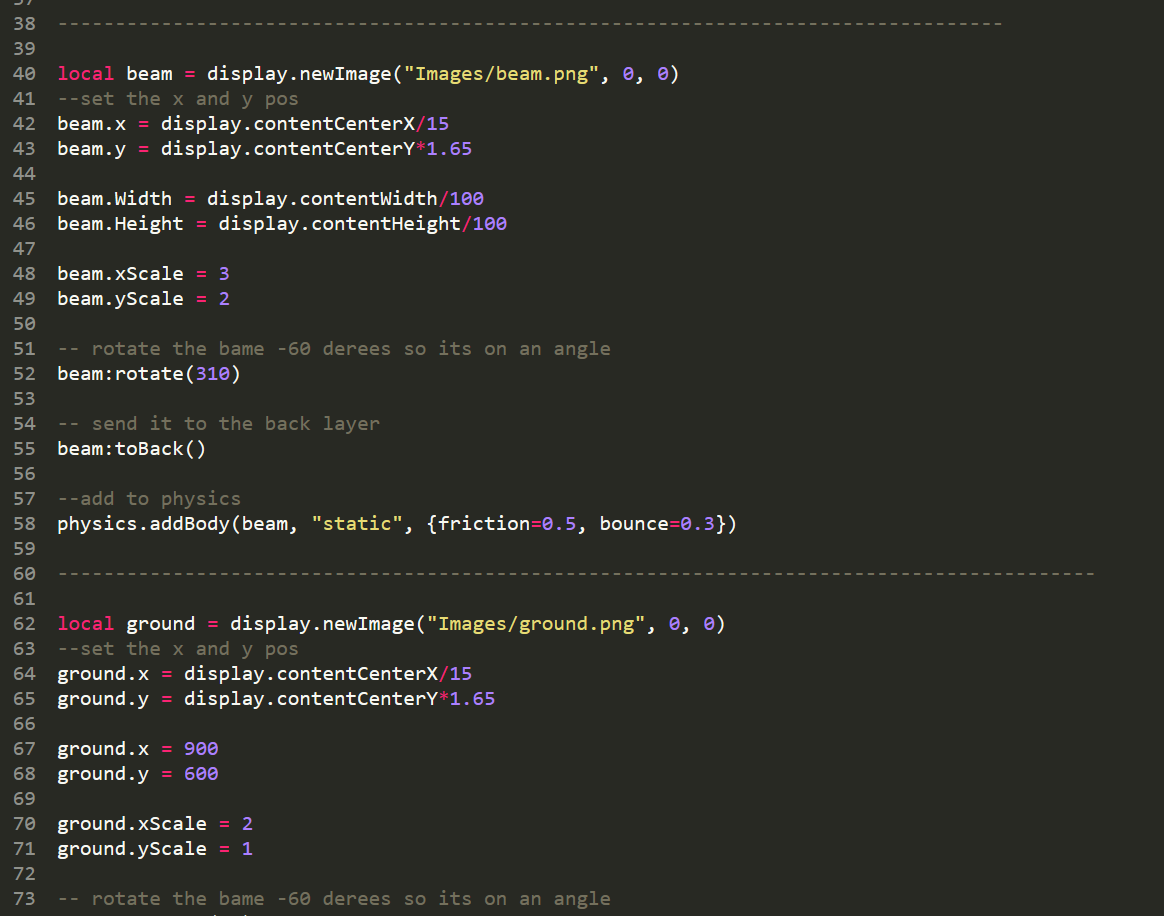 37
38 ----------------------------------------------------------------------------------
39
40 local beam = display.newImage("Images/beam.png", 0, 0)
41 --set the x and y pos
42 beam.x = display.contentCenterX/15
43 beam.y = display.contentCenterY*1.65
44
45 beam.Width = display.contentWidth/100
46 beam.Height = display.contentHeight/100
47
48 beam.xScale = 3
49 beam.yScale = 2
50
51 -- rotate the bame -60 derees so its on an angle
52 beam:rotate(310)
53
54 -- send it to the back layer
55 beam:toBack()
56
57 --add to physics
58 physics.addBody(beam, "static", {friction=0.5, bounce=0.3})
59
60 ------------------------------------------------------------------------------------------
61
62 local ground = display.newImage("Images/ground.png", 0, 0)
63 --set the x and y pos
64 ground.x = display.contentCenterX/15
65 ground.y = display.contentCenterY*1.65
66
67 ground.x = 900
68 ground.y = 600
69
70 ground.xScale = 2
71 ground.yScale = 1
72
73 -- rotate the bame -60 derees so its on an angle